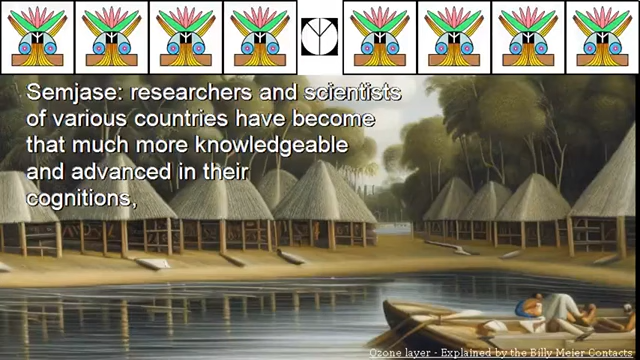 Semjase: researchers and scientists
of various countries have become
that much more knowledgeable
and advanced in their
cognitions,
Ozone layer - Explained by the Billy Meier Contacts